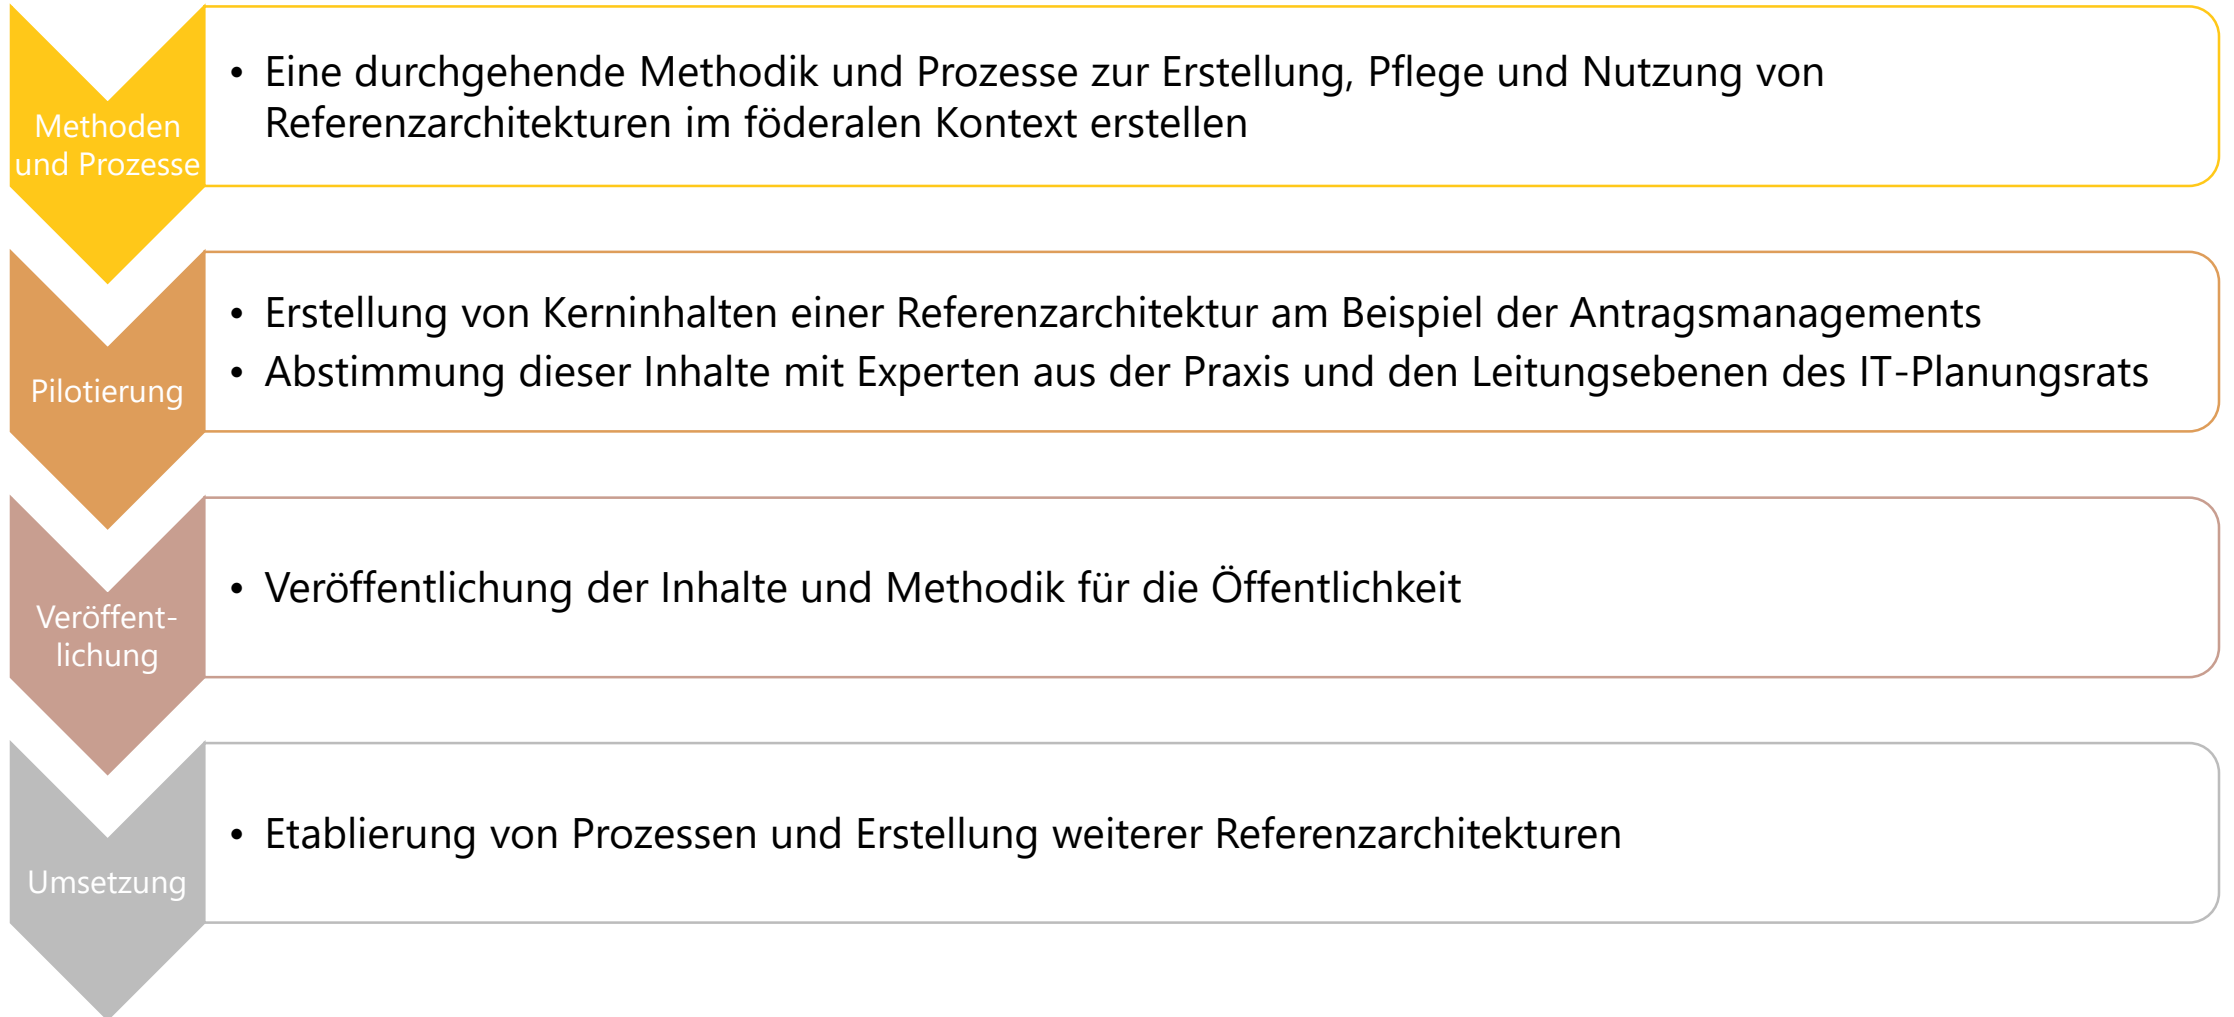 Methoden
und Prozesse
• Eine durchgehende Methodik und Prozesse zur Erstellung, Pflege und Nutzung von
Referenzarchitekturen im föderalen Kontext erstellen
Pilotierung
• Erstellung von Kerninhalten einer Referenzarchitektur am Beispiel der Antragsmanagements
• Abstimmung dieser Inhalte mit Experten aus der Praxis und den Leitungsebenen des IT-Planungsrats
Veröffent-
lichung
• Veröffentlichung der Inhalte und Methodik für die Öffentlichkeit
Umsetzung
• Etablierung von Prozessen und Erstellung weiterer Referenzarchitekturen